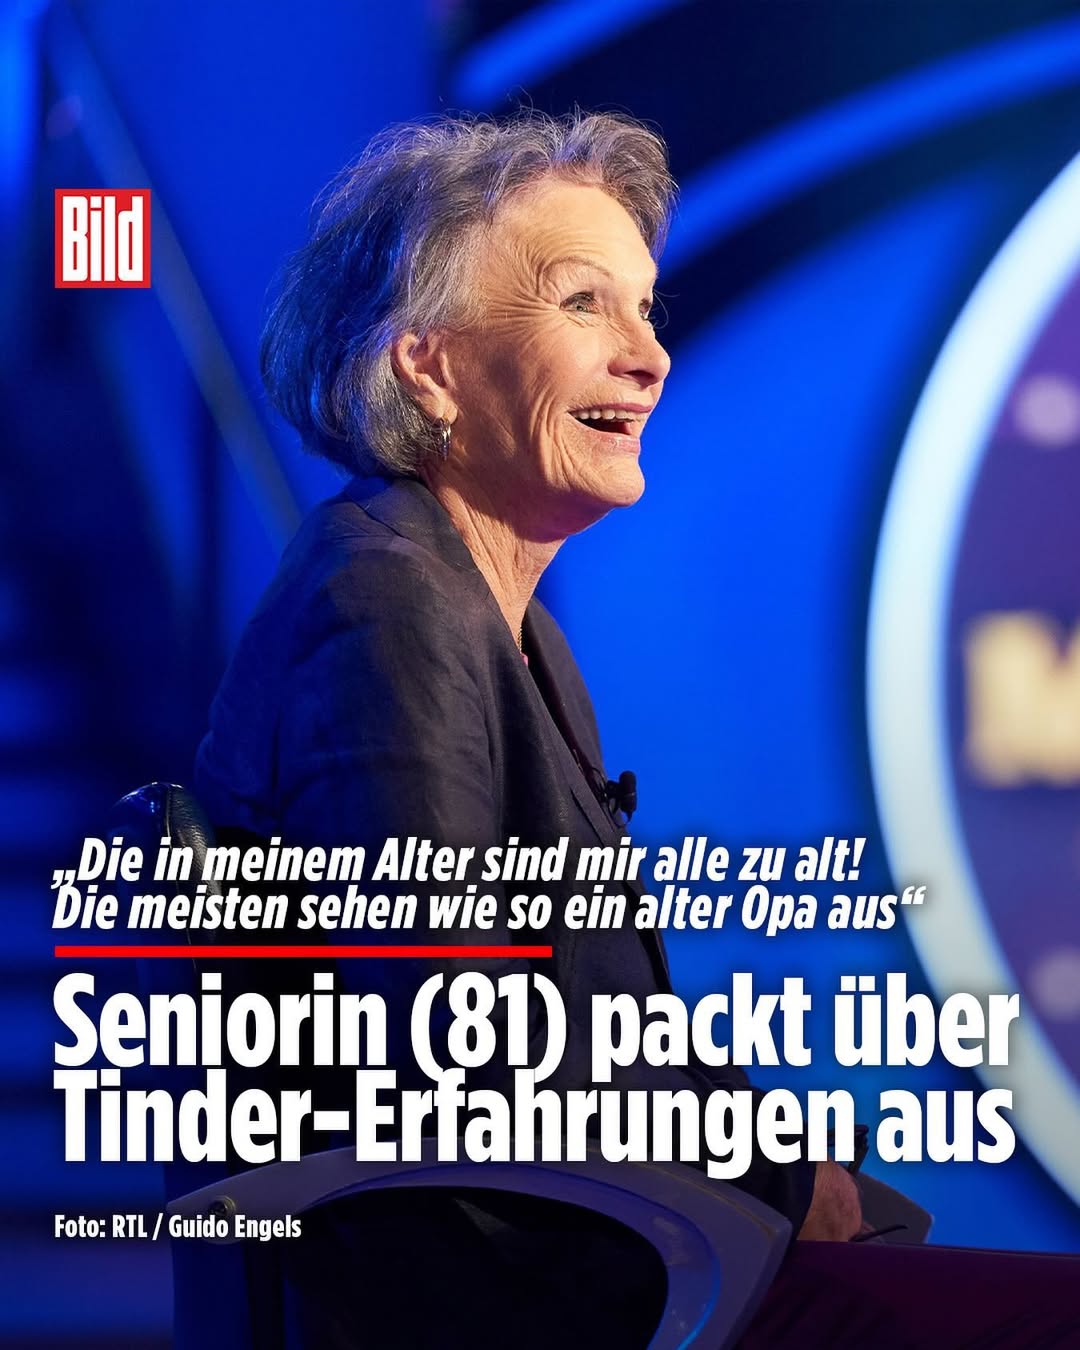 Bild
„Die in meinem Alter sind mir alle zu alt!
Die meisten sehen wie so ein alter Opa aus“
Seniorin (81) packt über
Tinder-Erfahrungen aus
Foto: RTL / Guido Engels